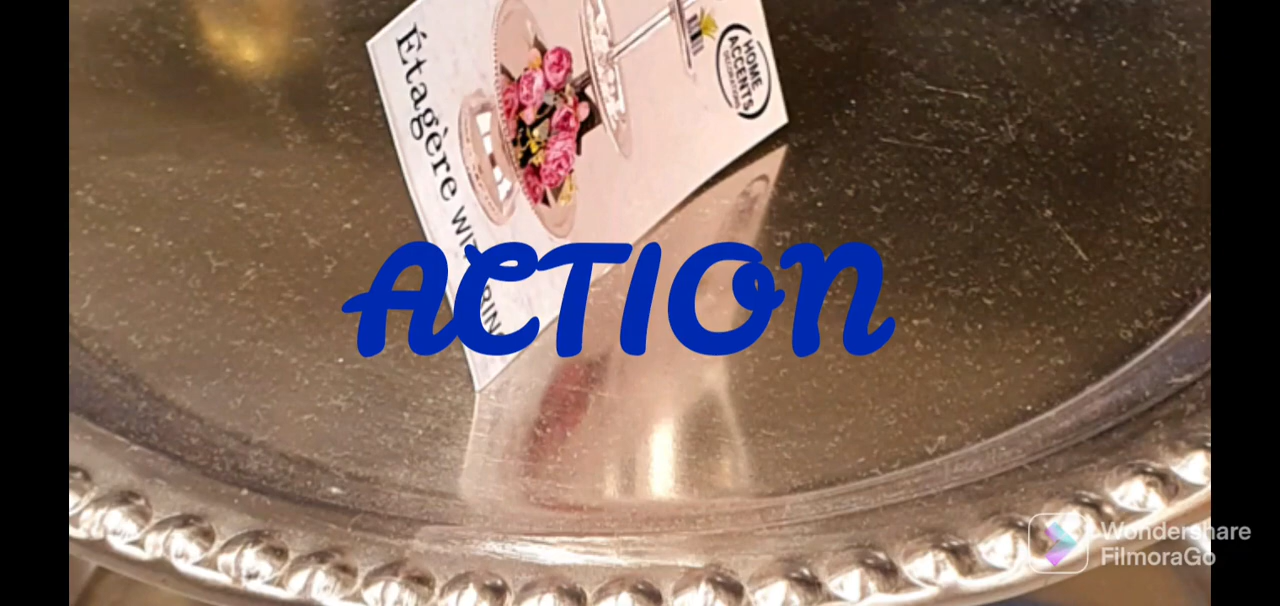 Étagère
HOME
ACCENTS
ACTION
Wondershare
FilmoraGo